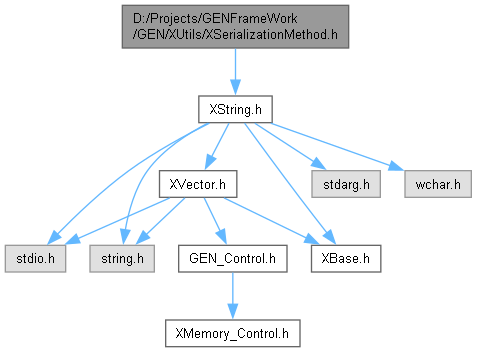 D:/Projects/GENFrameWork
/GEN/XUtils/XSerializationMethod.h
XString.h
XVector.h
stdarg.h
wchar.h
stdio.h
string.h
GEN_Control.h
XBase.h
XMemory_Control.h